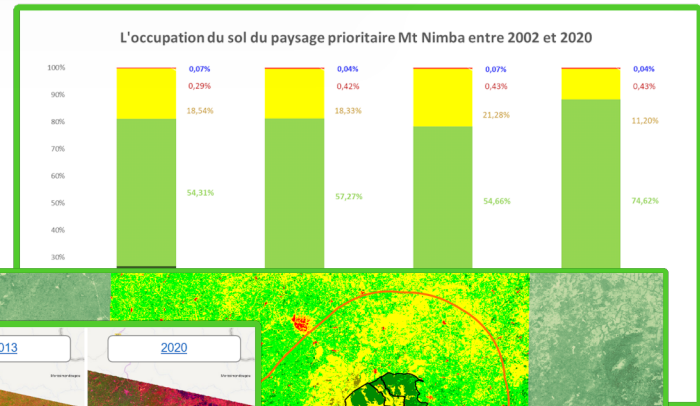 L'occupation du sol du paysage prioritaire Mt Nimba entre 2002 et 2020
100% 0,07% 0,04% 0,07% 0,04%
0,29% 0,42% 0,43% 0,43%
90%
18,54% 18,33% 21,28% 11,20%
80%
70%
60%
54,31% 57,27% 54,66% 74,62%
50%
40%
30%
013 2020